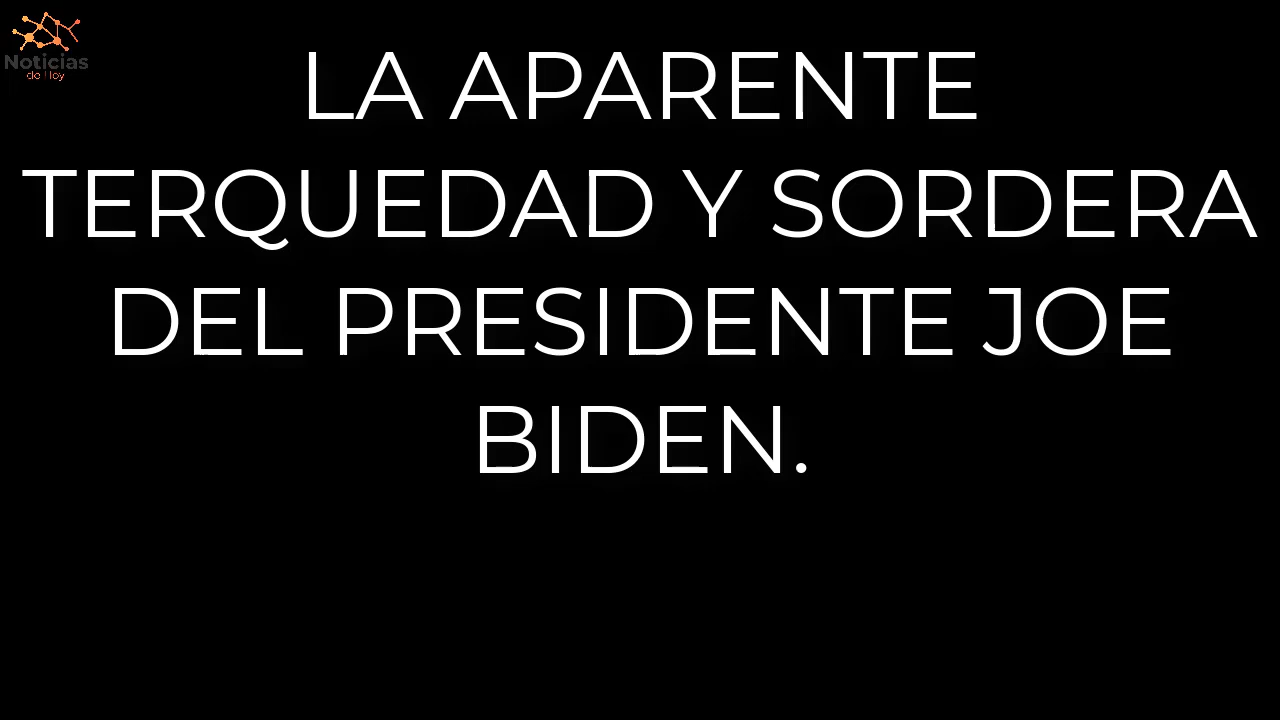 Noticias
de Hoy
LA APARENTE
TERQUEDAD Y SORDERA
DEL PRESIDENTE JOE
BIDEN.